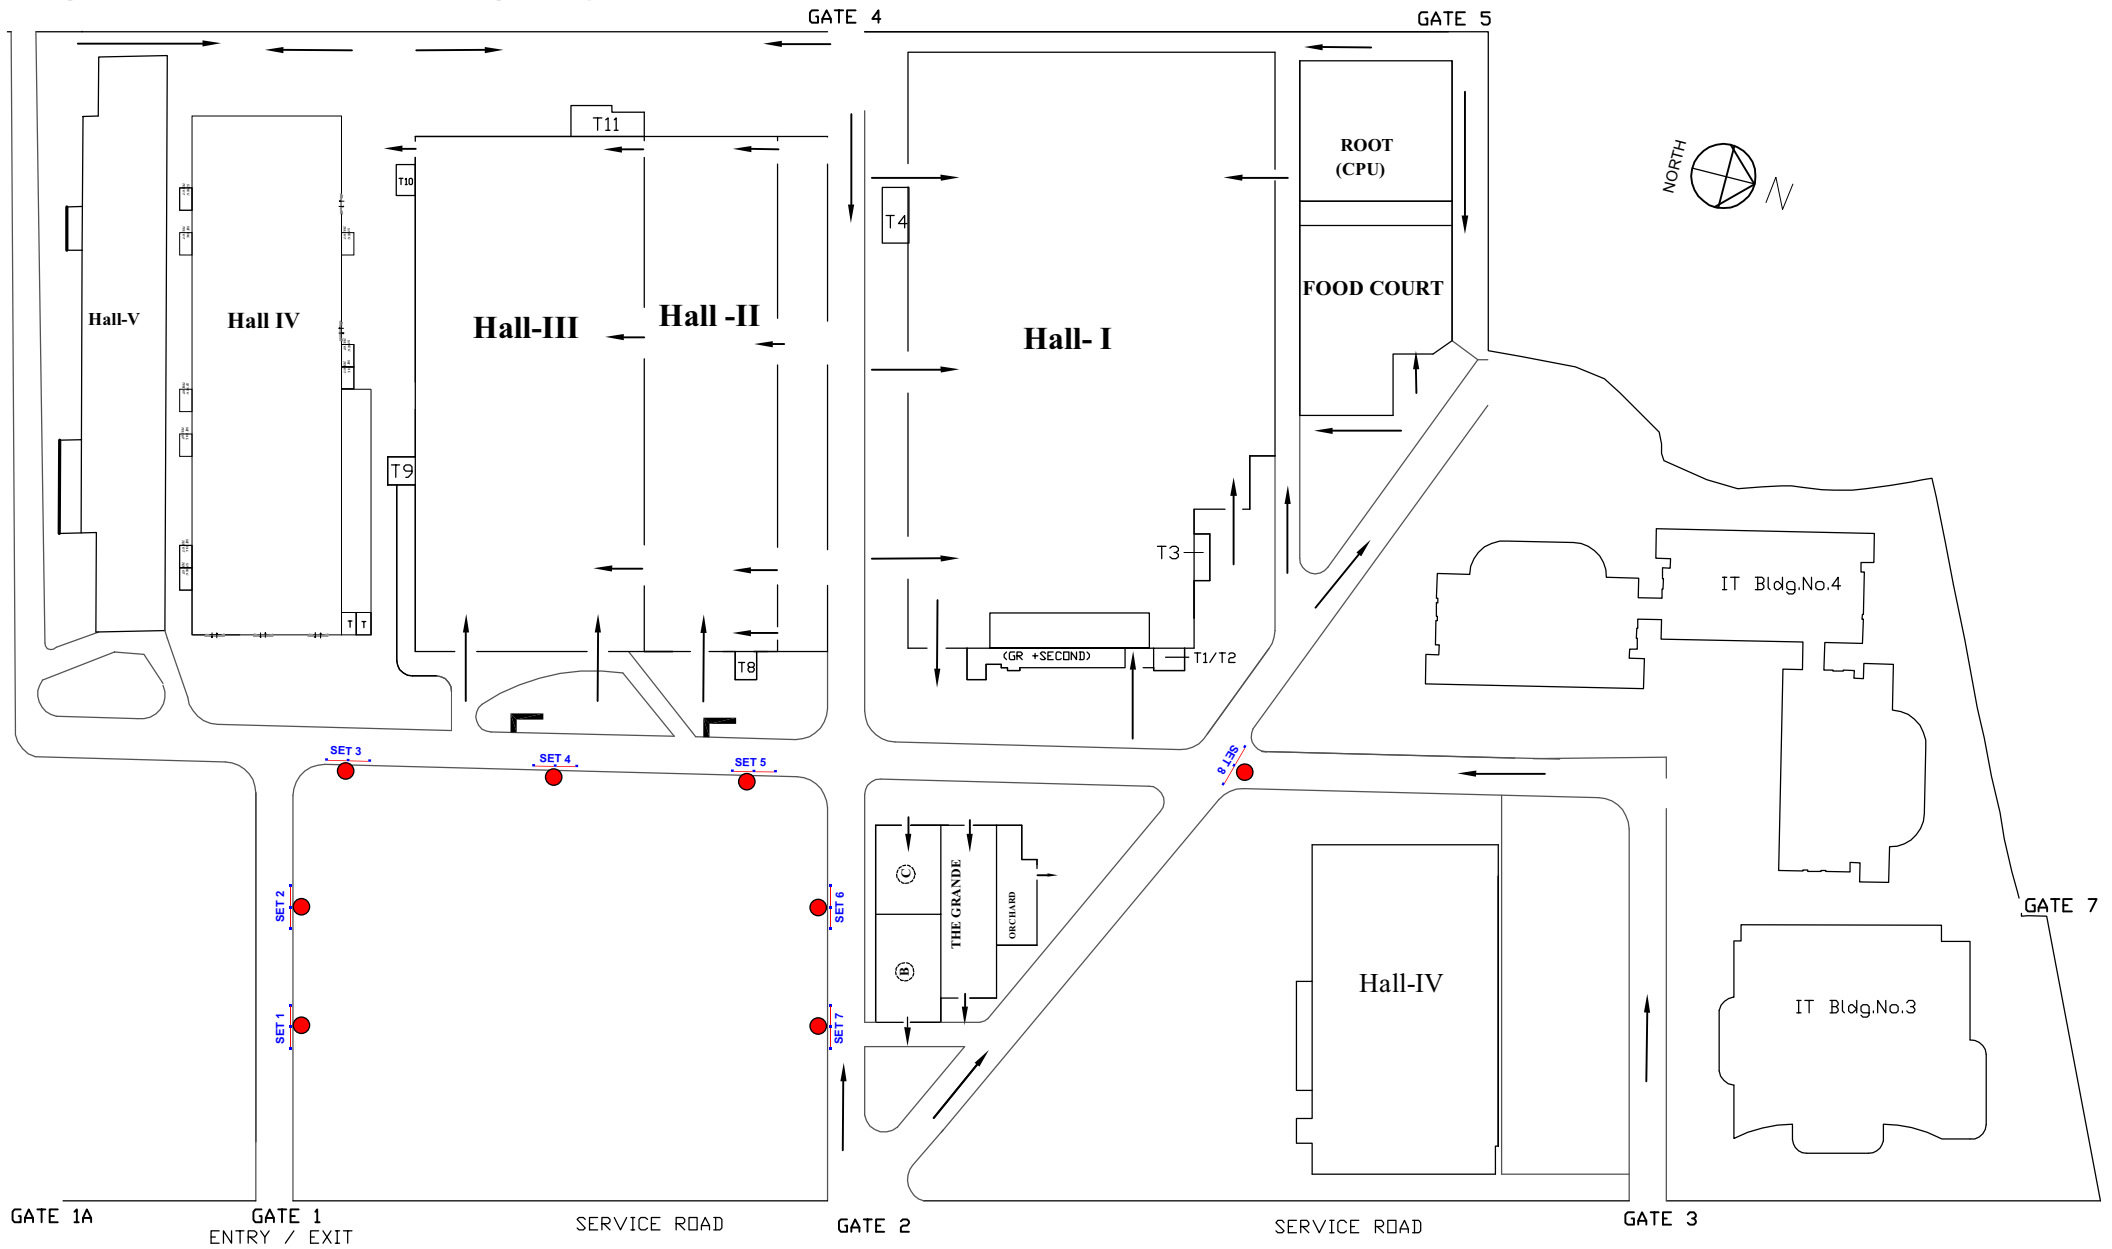 GATE 4
GATE 5
T11
ROOT
(CPU)
NORTH
N
T10
T4
Hall-V
Hall IV
Hall-III
Hall -II
Hall- I
FOOD COURT
T9
T3
IT Bldg.No.4
T T
T8
(GR +SECOND)
T1/T2
SET 3
SET 4
SET 5
SET 8
SET 2
SET 6
C
THE GRANDE
ORCHARD
GATE 7
B
Hall-IV
IT Bldg.No.3
SET 1
SET 7
GATE 1A
GATE 1
ENTRY / EXIT
SERVICE ROAD
GATE 2
SERVICE ROAD
GATE 3